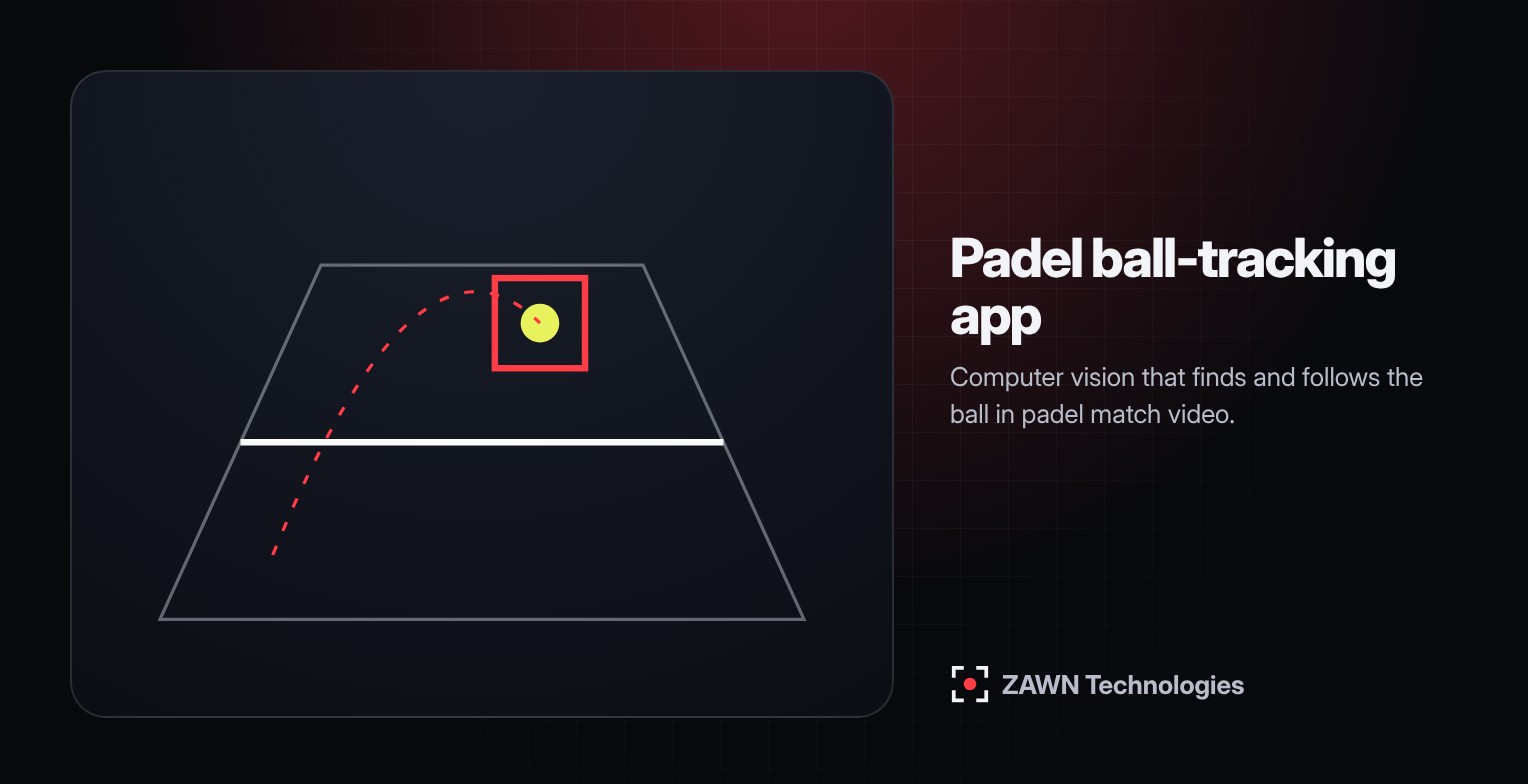 Padel ball-tracking
app
Computer vision that finds and follows the
ball in padel match video.
ZAWN Technologies